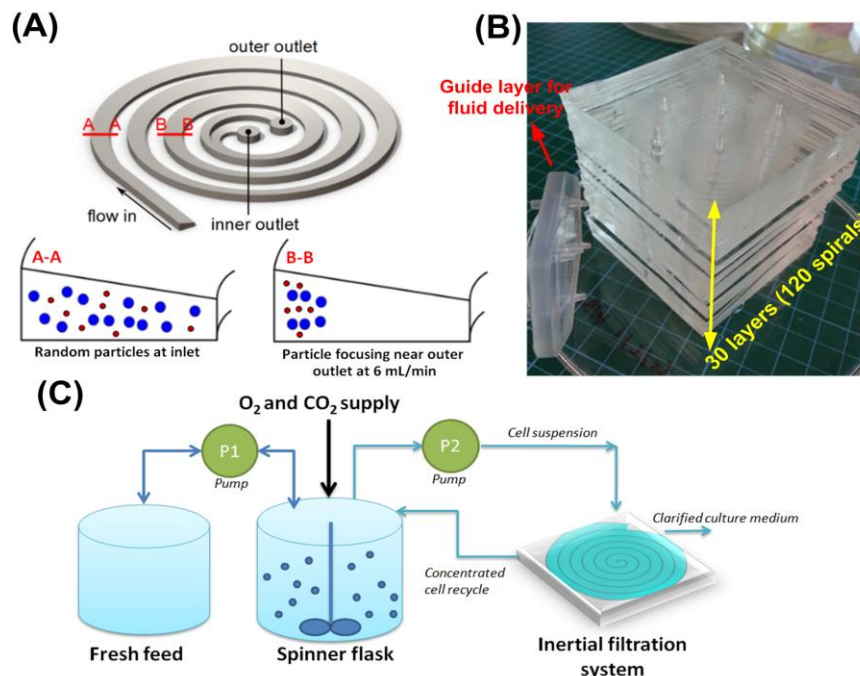 (A)
outer outlet
A A
B B
flow in
inner outlet
A-A
Random particles at inlet
B-B
Particle focusing near outer
outlet at 6 mL/min
(B)
Guide layer for
fluid delivery
30 layers (120 spirals)
(C)
O₂ and CO₂ supply
P1
Pump
P2
Pump
Cell suspension
Clarified culture medium
Concentrated
cell recycle
Fresh feed
Spinner flask
Inertial filtration
system